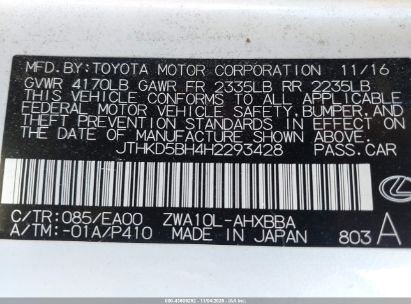 MFD.BY:TOYOTA MOTOR CORPORATION 11/16
GVWR 4170LB GAWR FR 2335LB RR 2235LB
THIS VEHICLE CONFORMS TO ALL APPLICABLE
FEDERAL MOTOR VEHICLE SAFETY,BUMPER,AND
THEFT PREVENTION STANDARDS IN EFFECT ON
THE DATE OF MANUFACTURE SHOWN ABOVE.
JTHKD5BH4H2293428 PASS.CAR
C/TR:085/EA00 ZWA10L-AHXBBA
A/TM:-01A/P410 MADE IN JAPAN 803 A